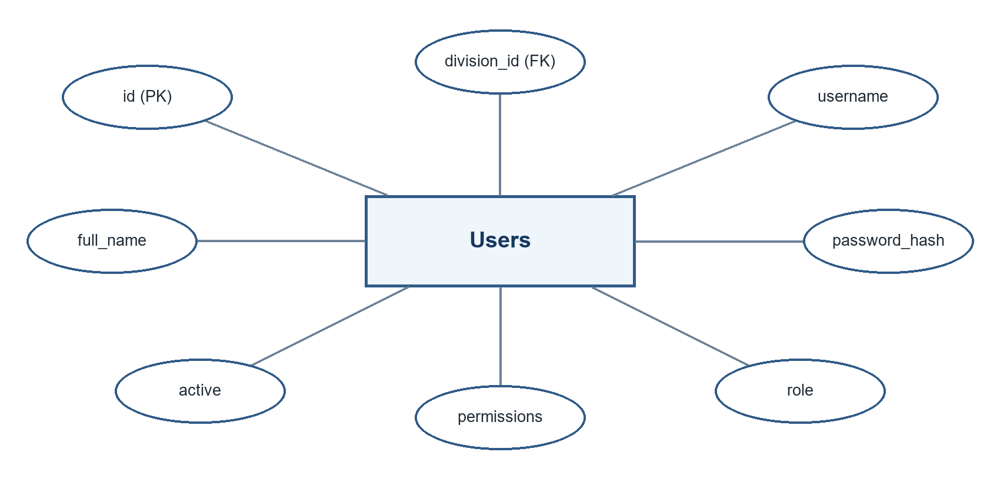 division_id (FK)
id (PK)
username
full_name
Users
password_hash
active
permissions
role